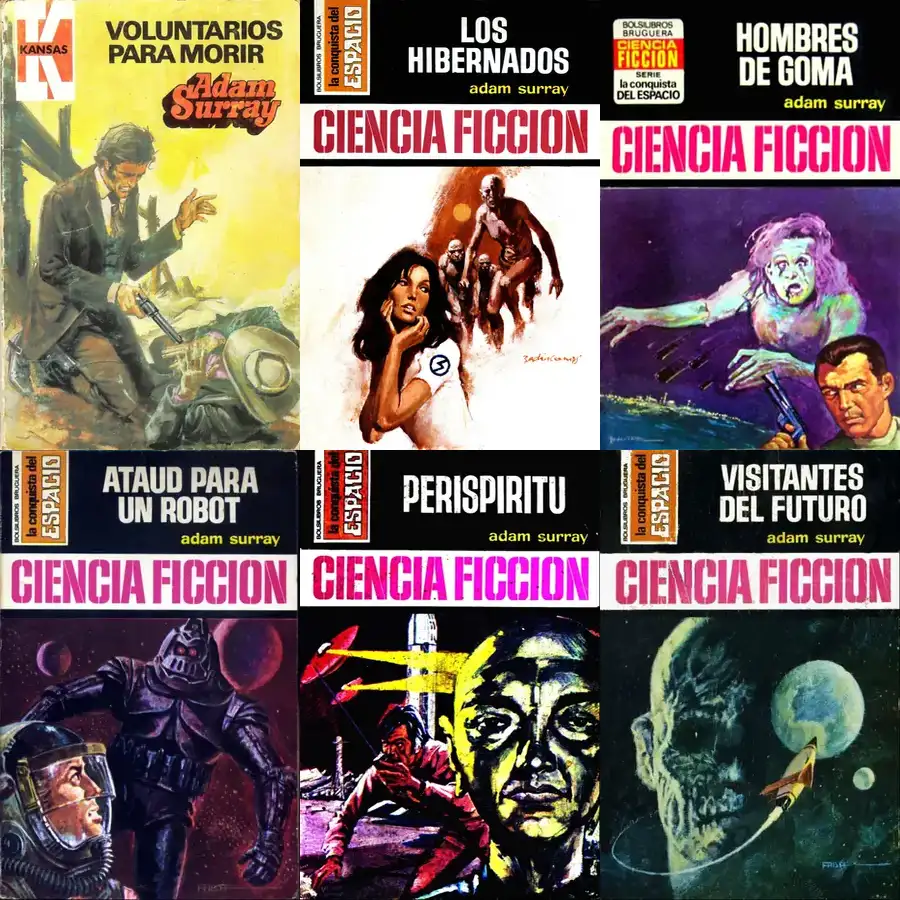 KANSAS
VOLUNTARIOS
PARA MORIR
Adam
Surray
BOLSILIBROS BRUGUERA
la conquista del
ESPACIO
LOS
HIBERNADOS
adam surray
CIENCIA FICCION
BOLSILIBROS
BRUGUERA
CIENCIA
FICCION
SERIE
la conquista
DEL ESPACIO
HOMBRES
DE GOMA
adam surray
CIENCIA FICCION
BOLSILIBROS BRUGUERA
la conquista del
ESPACIO
ATAUD PARA
UN ROBOT
adam surray
CIENCIA FICCION
BOLSILIBROS BRUGUERA
la conquista del
ESPACIO
PERISPIRITU
adam surray
CIENCIA FICCION
BOLSILIBROS BRUGUERA
la conquista del
ESPACIO
VISITANTES
DEL FUTURO
adam surray
CIENCIA FICCION